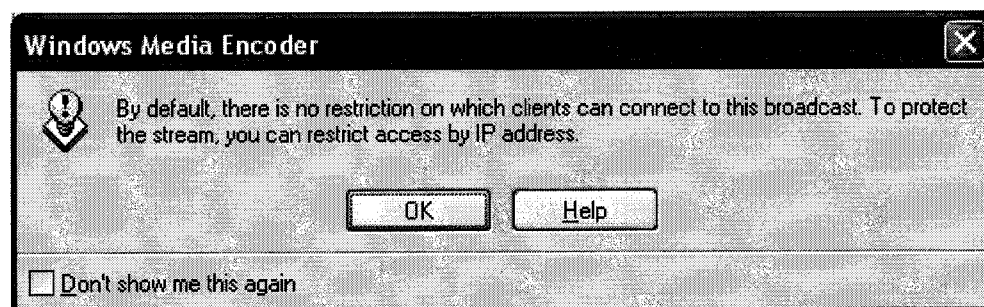 Windows Media Encoder
By default, there is no restriction on which clients can connect to this broadcast. To protect
the stream, you can restrict access by IP address.
OK Help
Don't show me this again